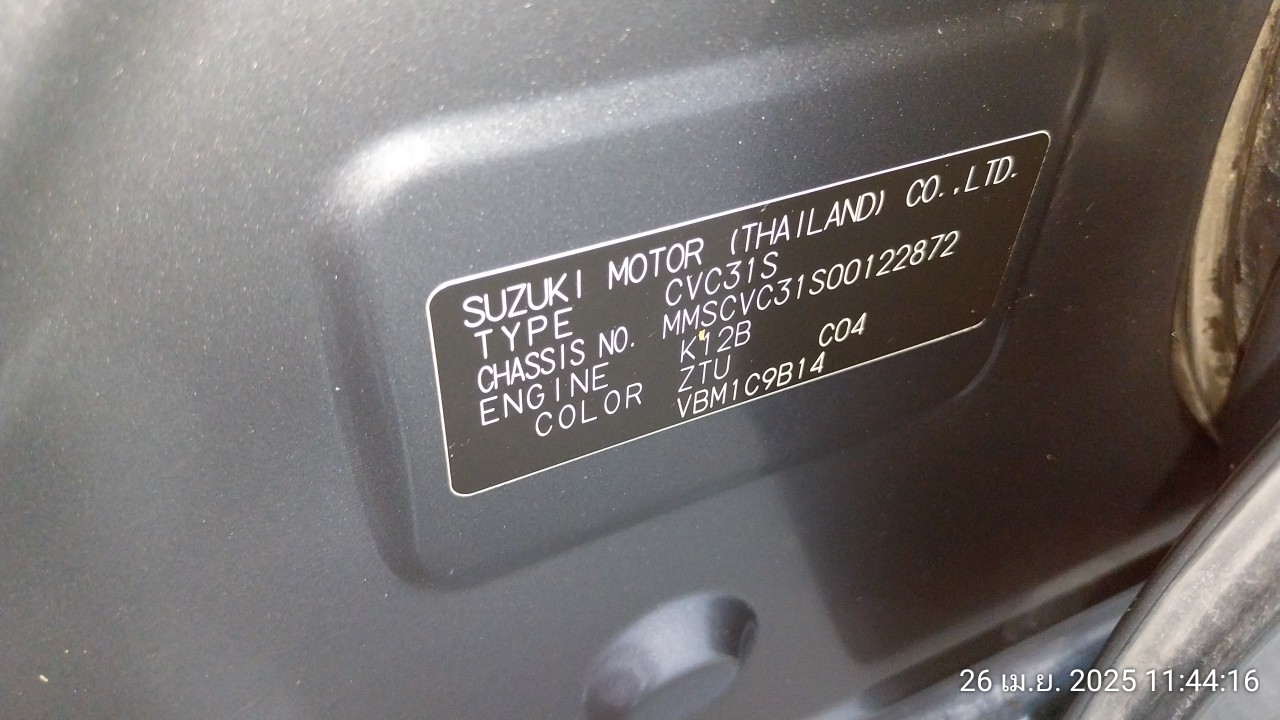 SUZUKI MOTOR (THAILAND) CO.,LTD.
TYPE CVC31S
CHASSIS NO. MMSCVC31S00122872
ENGINE K12B
COLOR ZTU C04
VBM1C9B14
26 เม.ย. 2025 11:44:16